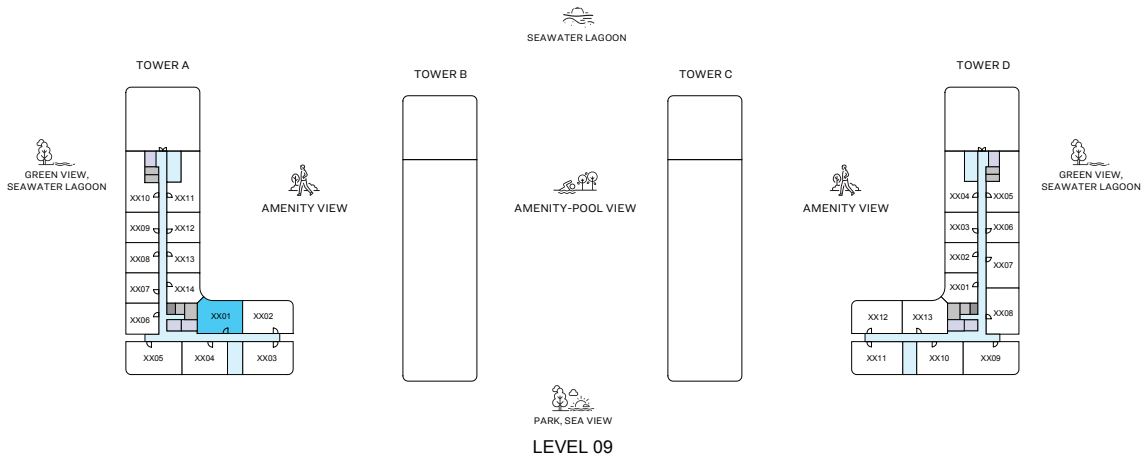 SEAWATER LAGOON
TOWER A
TOWER B
TOWER C
TOWER D
GREEN VIEW,
SEAWATER LAGOON
AMENITY VIEW
AMENITY-POOL VIEW
AMENITY VIEW
GREEN VIEW,
SEAWATER LAGOON
XX10 XX11
XX09 XX12
XX08 XX13
XX07 XX14
XX06
XX01 XX02
XX05 XX04 XX03
XX04 XX05
XX03 XX06
XX02
XX07
XX01
XX08
XX12 XX13
XX11 XX10 XX09
PARK, SEA VIEW
LEVEL 09